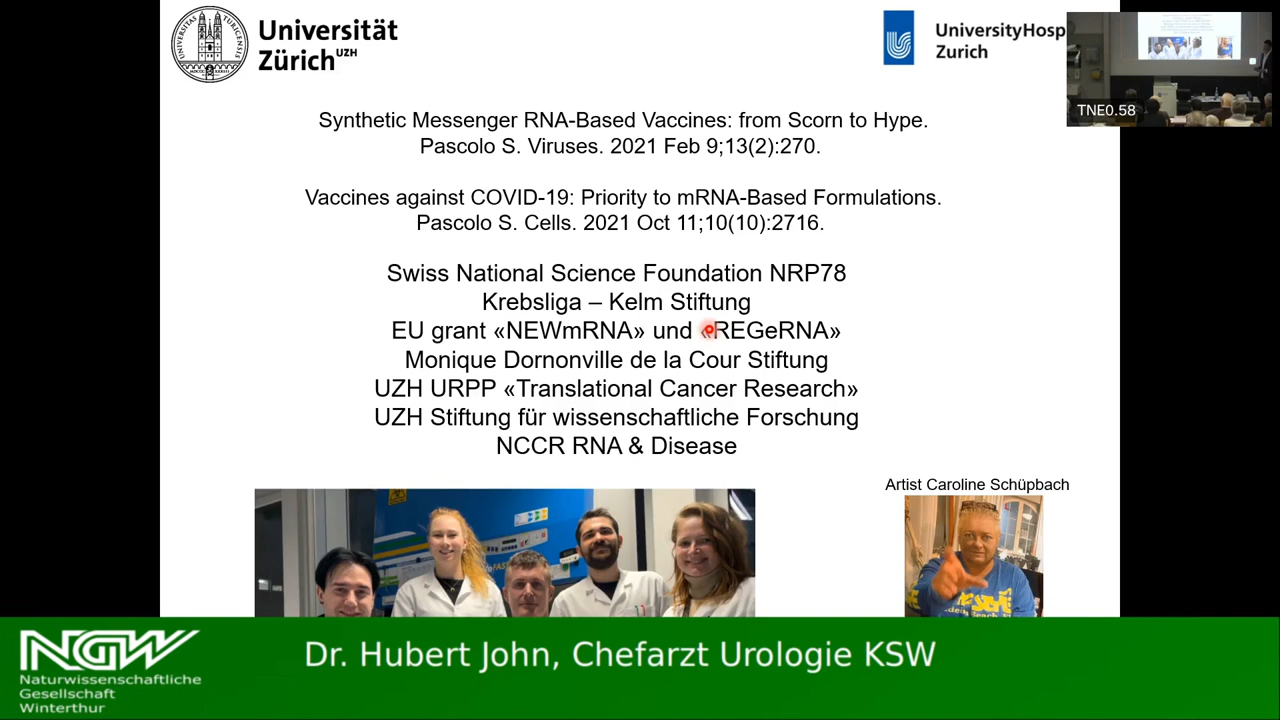 Universität
Zürich UZH
UniversityHosp
Zurich
TNE0.58
Synthetic Messenger RNA-Based Vaccines: from Scorn to Hype.
Pascolo S. Viruses. 2021 Feb 9;13(2):270.
Vaccines against COVID-19: Priority to mRNA-Based Formulations.
Pascolo S. Cells. 2021 Oct 11;10(10):2716.
Swiss National Science Foundation NRP78
Krebsliga – Kelm Stiftung
EU grant «NEWmRNA» und «REGeRNA»
Monique Dornonville de la Cour Stiftung
UZH URPP «Translational Cancer Research»
UZH Stiftung für wissenschaftliche Forschung
NCCR RNA & Disease
Artist Caroline Schüpbach
NGW
Naturwissenschaftliche
Gesellschaft
Winterthur
Dr. Hubert John, Chefarzt Urologie KSW